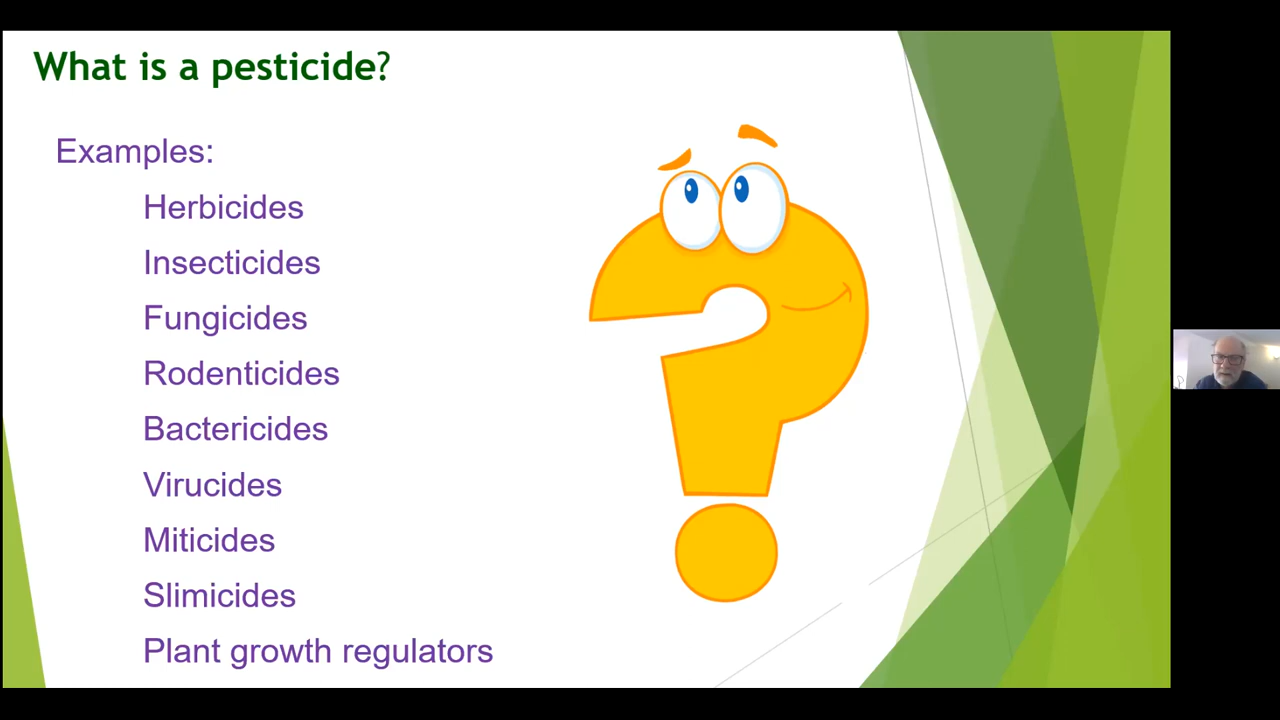 What is a pesticide?
Examples:
Herbicides
Insecticides
Fungicides
Rodenticides
Bactericides
Virucides
Miticides
Slimicides
Plant growth regulators